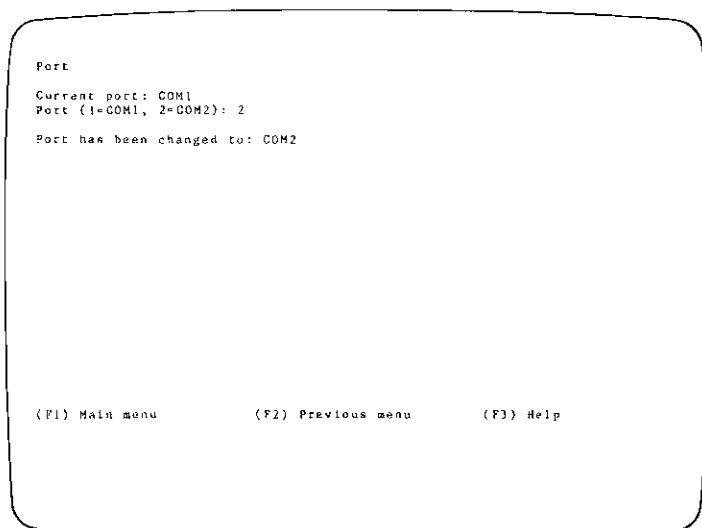 Port
Current port: COM1
Port (1=COM1, 2=COM2): 2
Port has been changed to: COM2
(F1) Main menu (F2) Previous menu (F3) Help